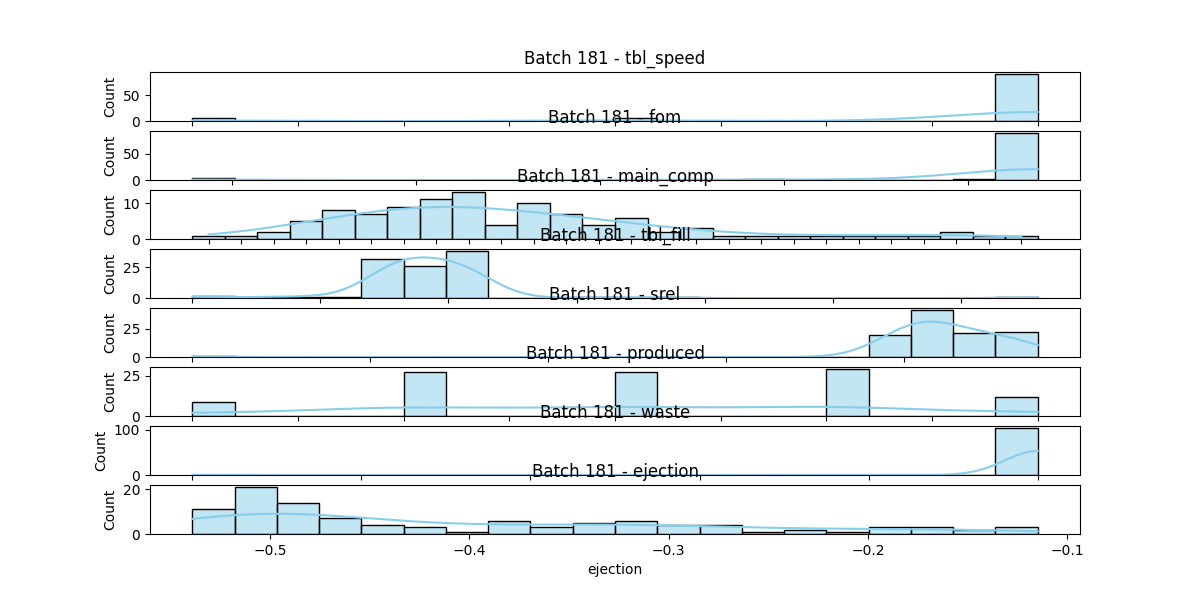 Batch 181 - tbl_speed
Count
50
0
Batch 181 - fom
Count
50
0
Batch 181 - main_comp
Count
10
0
Batch 181 - tbl_fill
Count
25
0
Batch 181 - srel
Count
25
0
Batch 181 - produced
Count
25
0
Batch 181 - waste
Count
100
0
Batch 181 - ejection
Count
20
0
−0.5 −0.4 −0.3 −0.2 −0.1
ejection